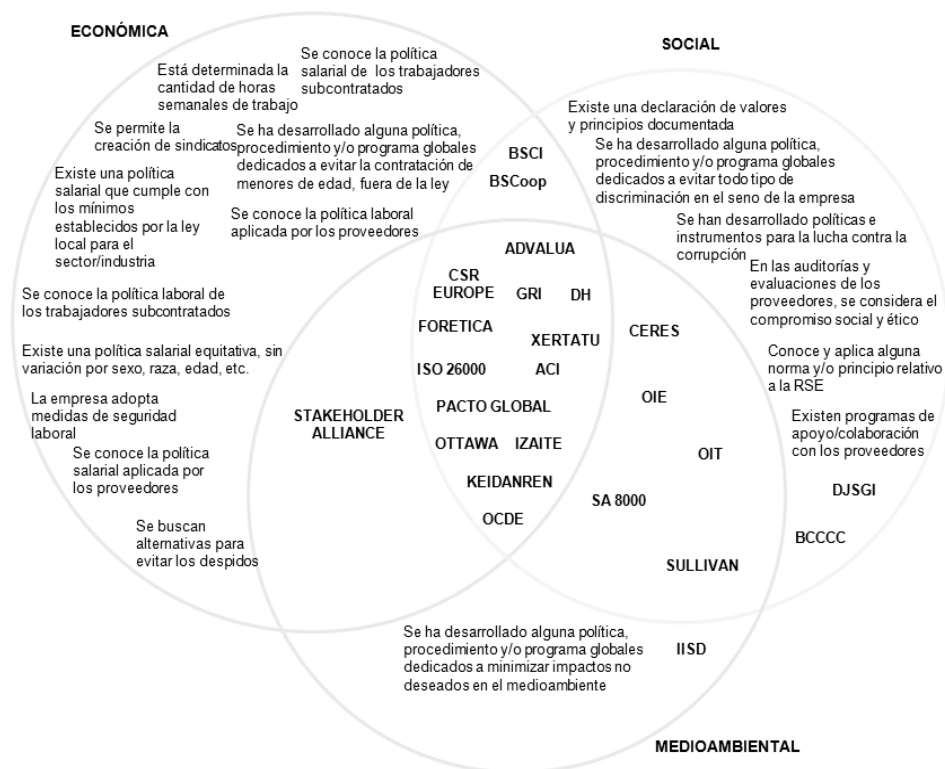 ECONÓMICA
SOCIAL
Se conoce la política
salarial de los trabajadores
subcontratados
Está determinada la
cantidad de horas
semanales de trabajo
Se permite la
creación de sindicatos
Se ha desarrollado alguna política,
procedimiento y/o programa globales
dedicados a evitar la contratación de
menores de edad, fuera de la ley
Existe una política
salarial que cumple con
los mínimos
establecidos por la ley
local para el
sector/industria
Se conoce la política laboral
aplicada por los proveedores
Se conoce la política laboral de
los trabajadores subcontratados
Existe una política salarial equitativa, sin
variación por sexo, raza, edad, etc.
La empresa adopta
medidas de seguridad
laboral
Se conoce la política
salarial aplicada por
los proveedores
Se buscan
alternativas para
evitar los despidos
BSCI
BSCoop
Existe una declaración de valores
y principios documentada
Se ha desarrollado alguna política,
procedimiento y/o programa globales
dedicados a evitar todo tipo de
discriminación en el seno de la empresa
Se han desarrollado políticas e
instrumentos para la lucha contra la
corrupción
En las auditorías y
evaluaciones de los
proveedores, se considera el
compromiso social y ético
Conoce y aplica alguna
norma y/o principio relativo
a la RSE
Existen programas de
apoyo/colaboración
con los proveedores
DJSGI
BCCCC
ADVALUA
CSR
EUROPE
GRI
DH
FORETICA
XERTATU
ISO 26000
ACI
PACTO GLOBAL
OTTAWA
IZAITE
KEIDANREN
OCDE
STAKEHOLDER
ALLIANCE
CERES
OIE
OIT
SA 8000
SULLIVAN
Se ha desarrollado alguna política,
procedimiento y/o programa globales
dedicados a minimizar impactos no
deseados en el medioambiente
IISD
MEDIOAMBIENTAL